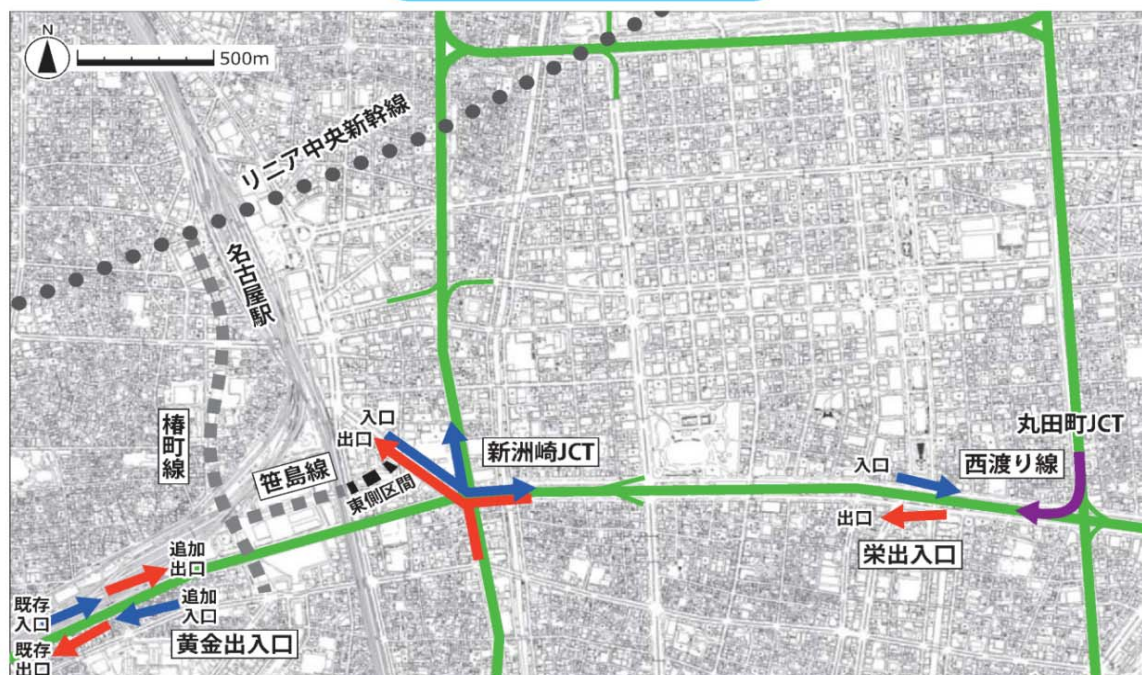 N
500m
リニア中央新幹線
名古屋駅
椿町線
笹島線
東側区間
入口
出口
新洲崎JCT
丸田町JCT
西渡り線
入口
出口
栄出入口
追加
出口
既存
入口
追加
入口
既存
出口
黄金出入口